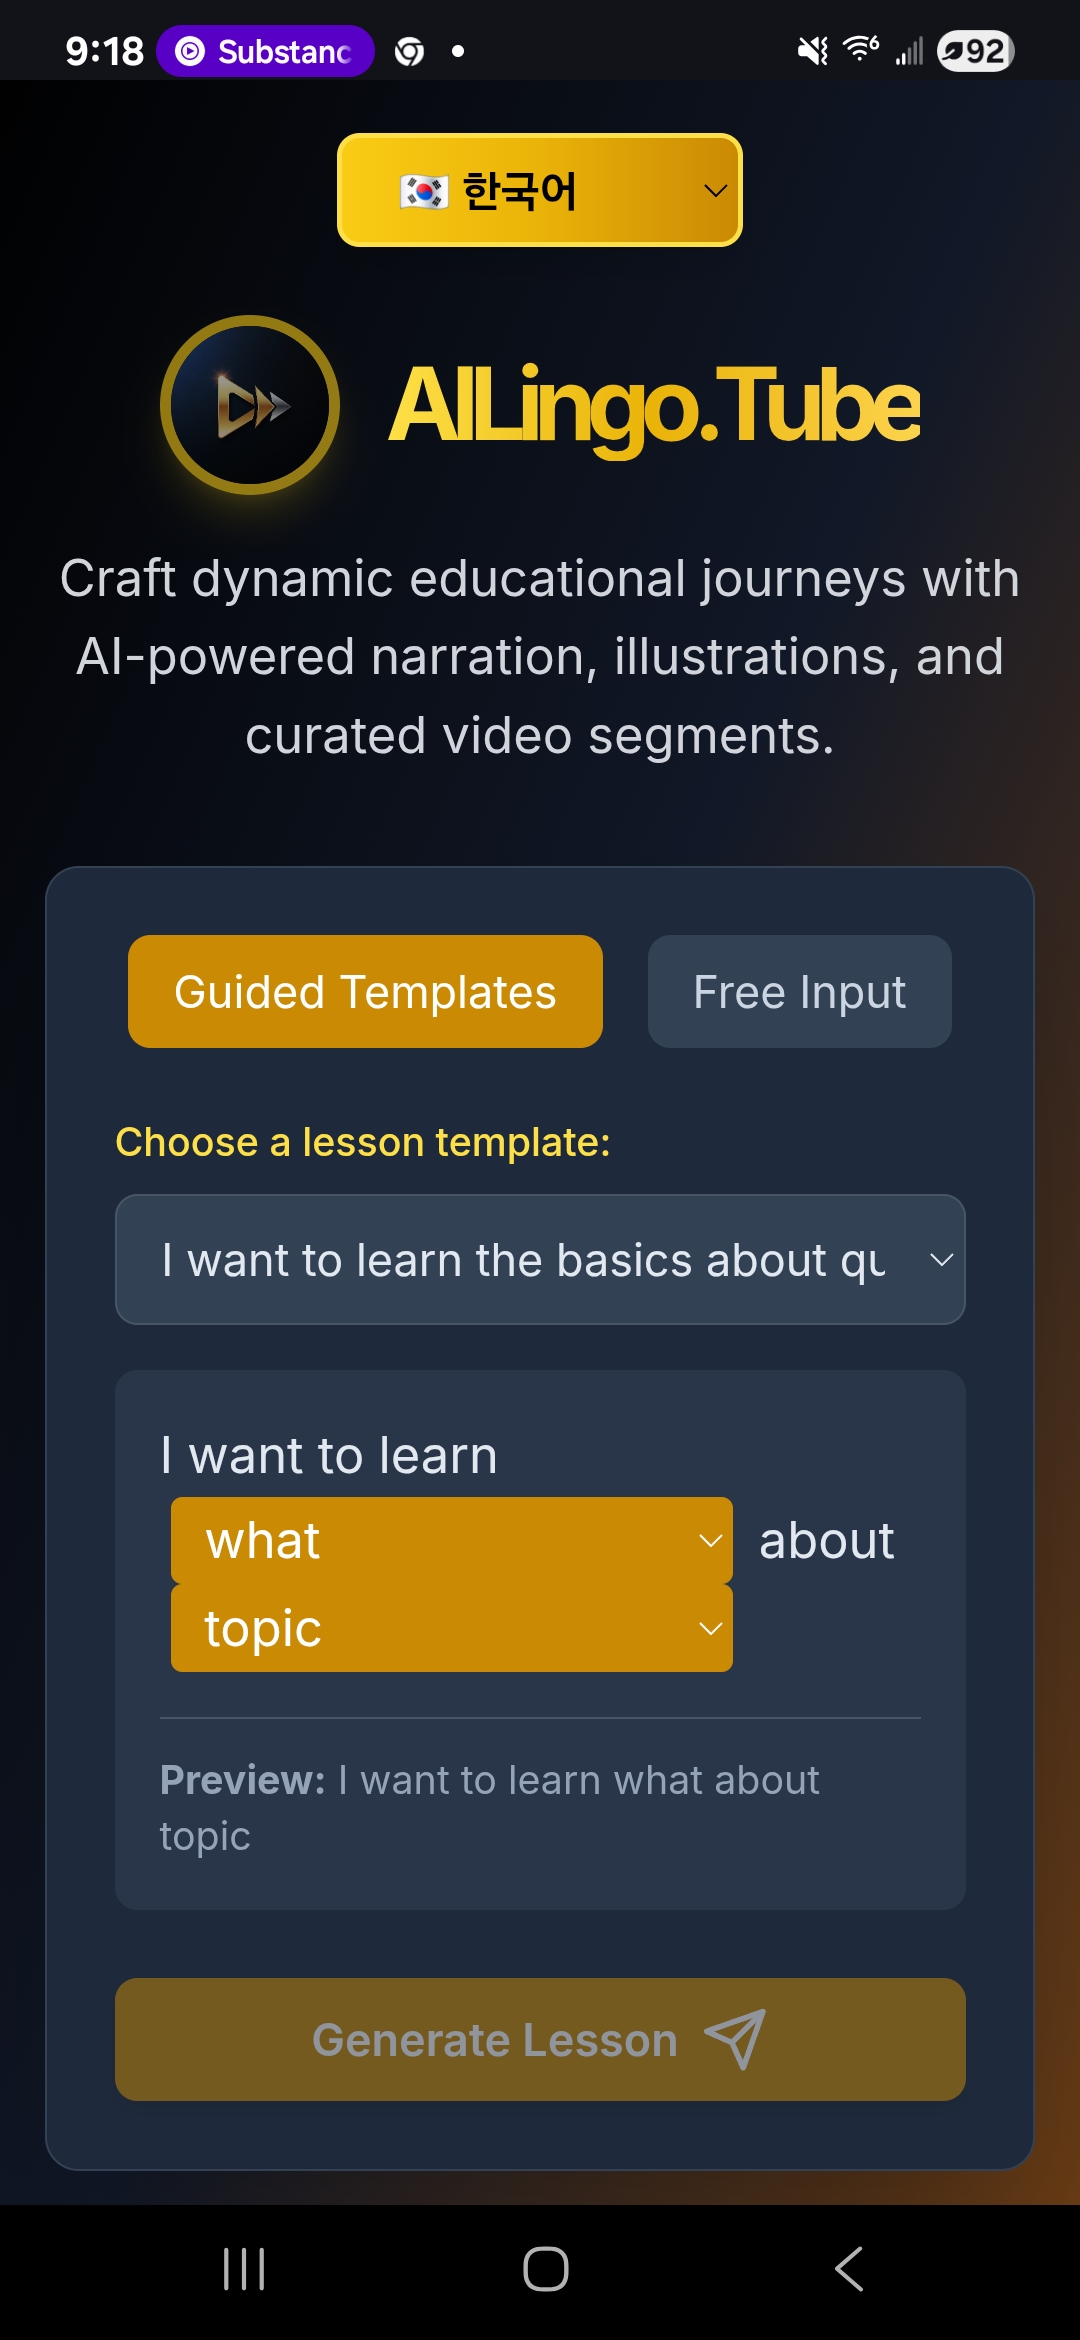 9:18 Substanc 6 92
한국어
AILingo.Tube
Craft dynamic educational journeys with
AI-powered narration, illustrations, and
curated video segments.
Guided Templates Free Input
Choose a lesson template:
I want to learn the basics about qu
I want to learn
what about
topic
Preview: I want to learn what about
topic
Generate Lesson